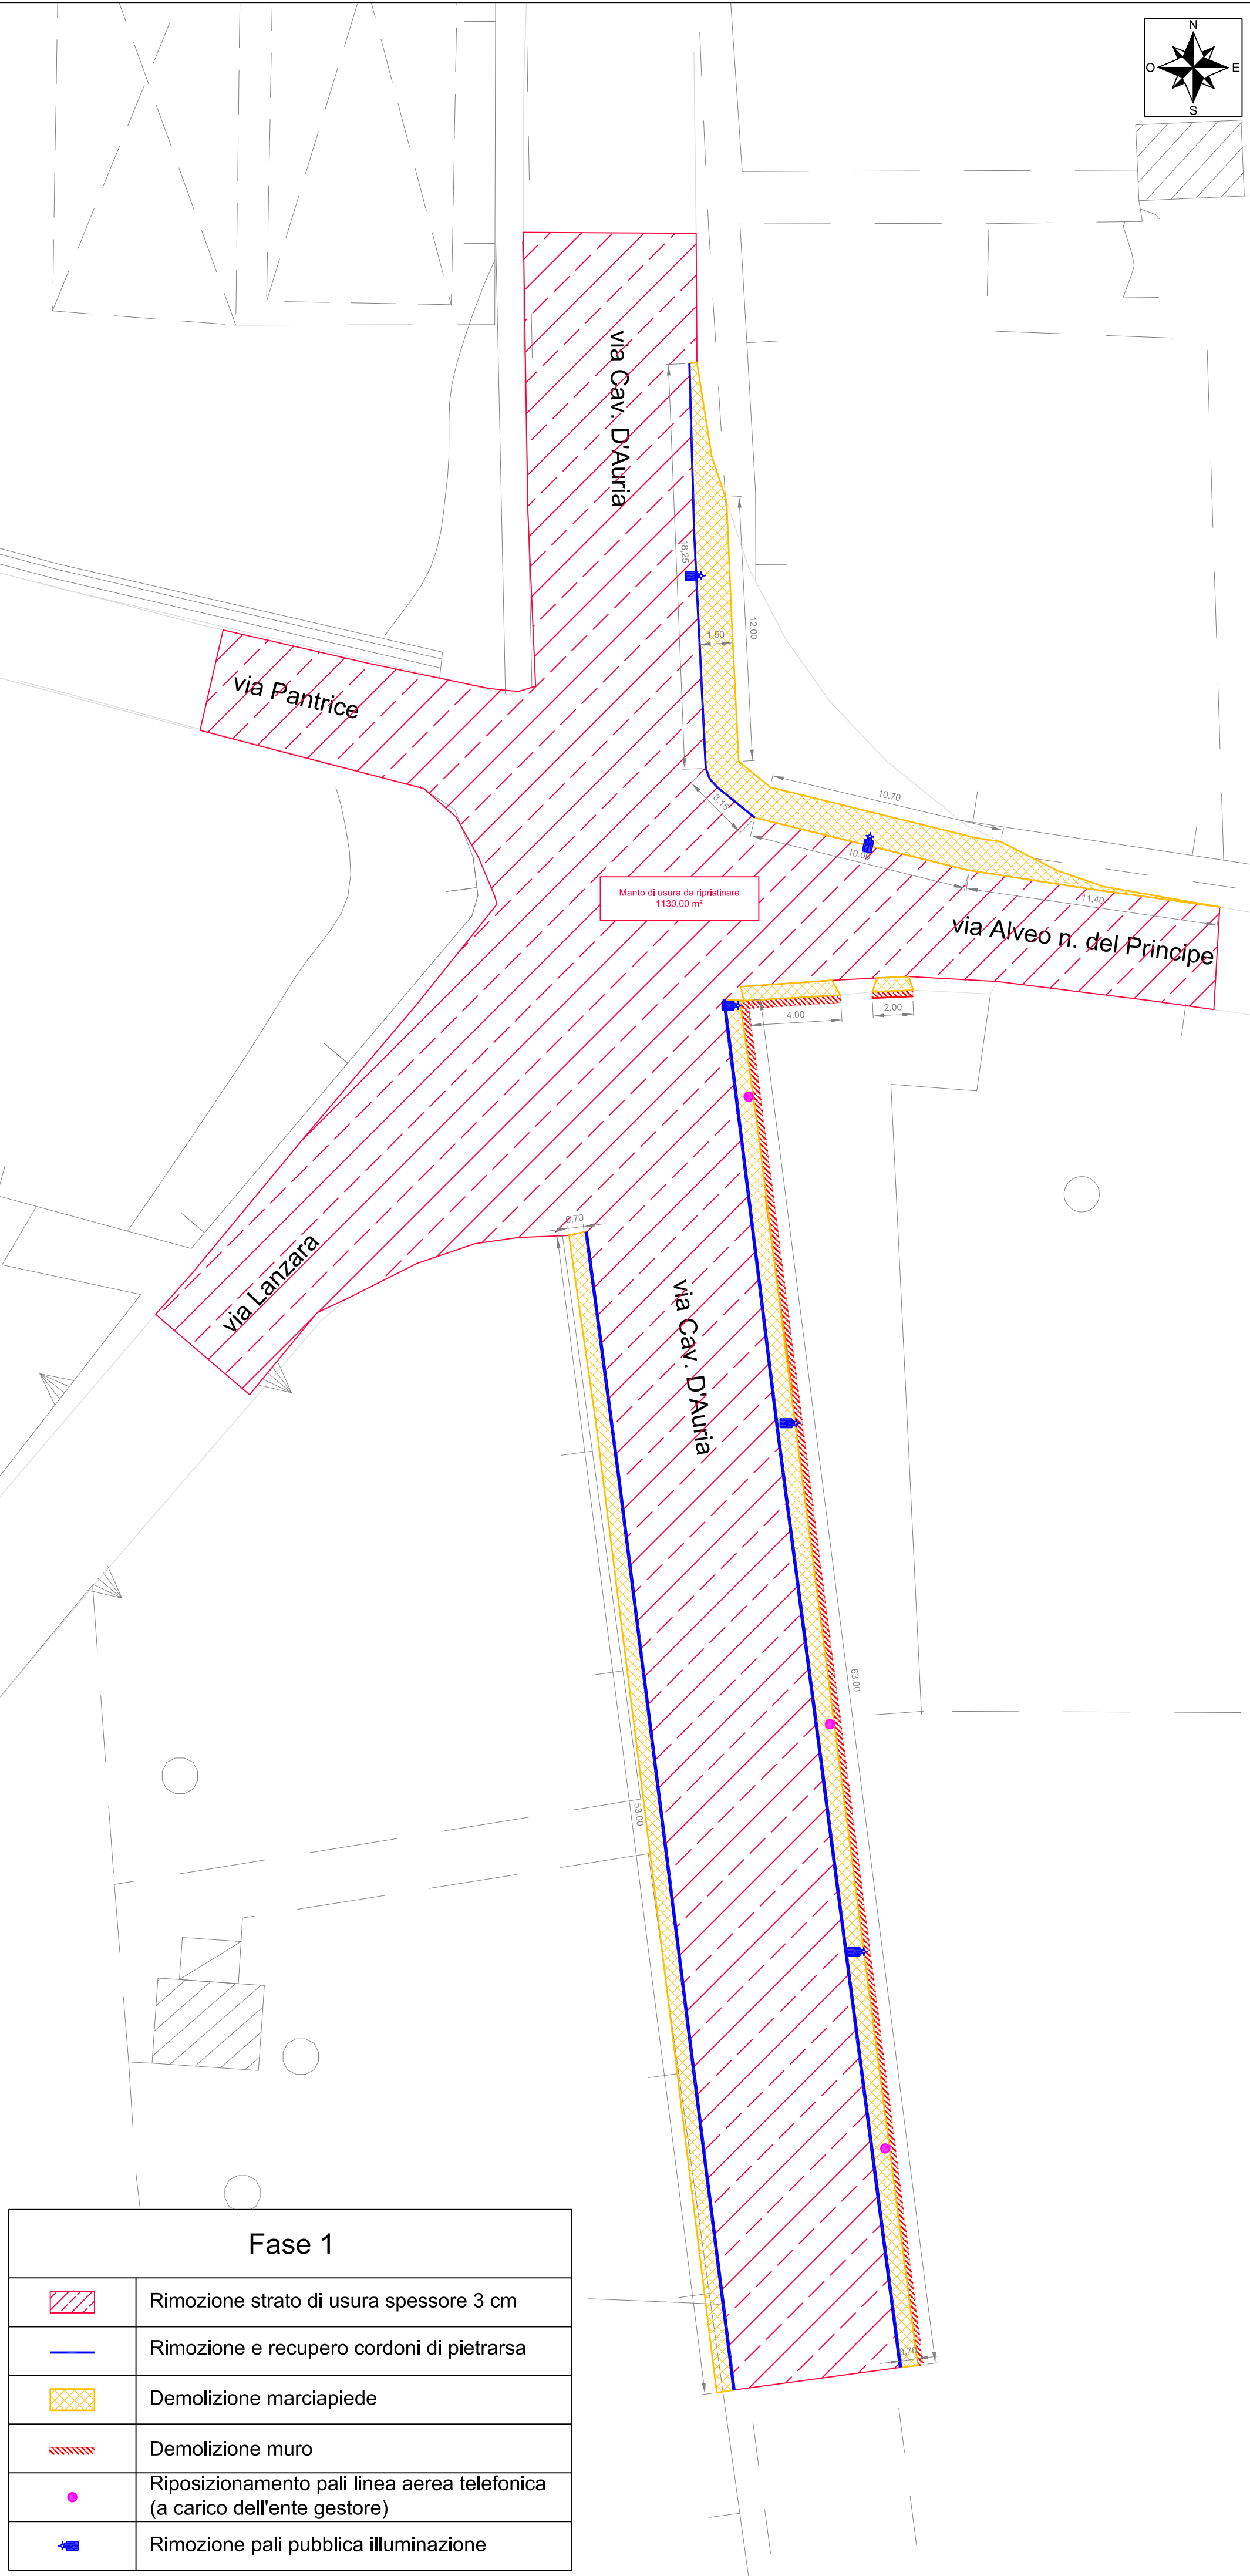 N
O
E
S
via Cav. D'Auria
18.25
1,50
12.00
via Pantrice
3.15
10.70
10.00
11.40
Manto di usura da ripristinare
1130,00 m²
via Alveo n. del Principe
4.00
2.00
0,70
via Lanzara
via Cav. D'Auria
63.00
53.00
0,70
Fase 1
Rimozione strato di usura spessore 3 cm
Rimozione e recupero cordoni di pietrarsa
Demolizione marciapiede
Demolizione muro
Riposizionamento pali linea aerea telefonica
(a carico dell'ente gestore)
Rimozione pali pubblica illuminazione